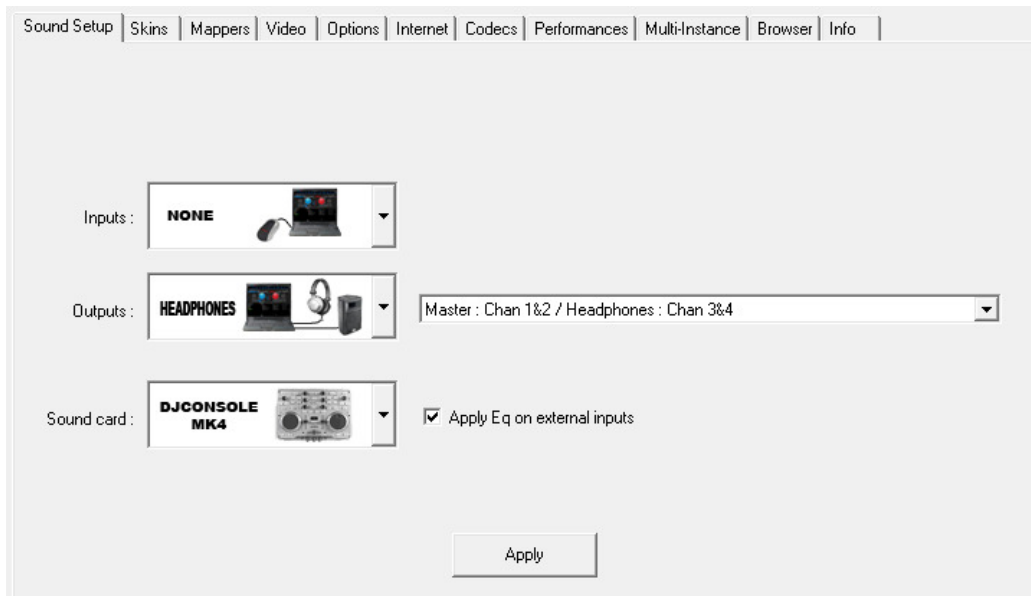 Sound Setup Skins Mappers Video Options Internet Codecs Performances Multi-Instance Browser Info
Inputs : NONE
Outputs : HEADPHONES Master : Chan 1&2 / Headphones : Chan 3&4
Sound card : DJCONSOLE MK4 Apply Eq on external inputs
Apply